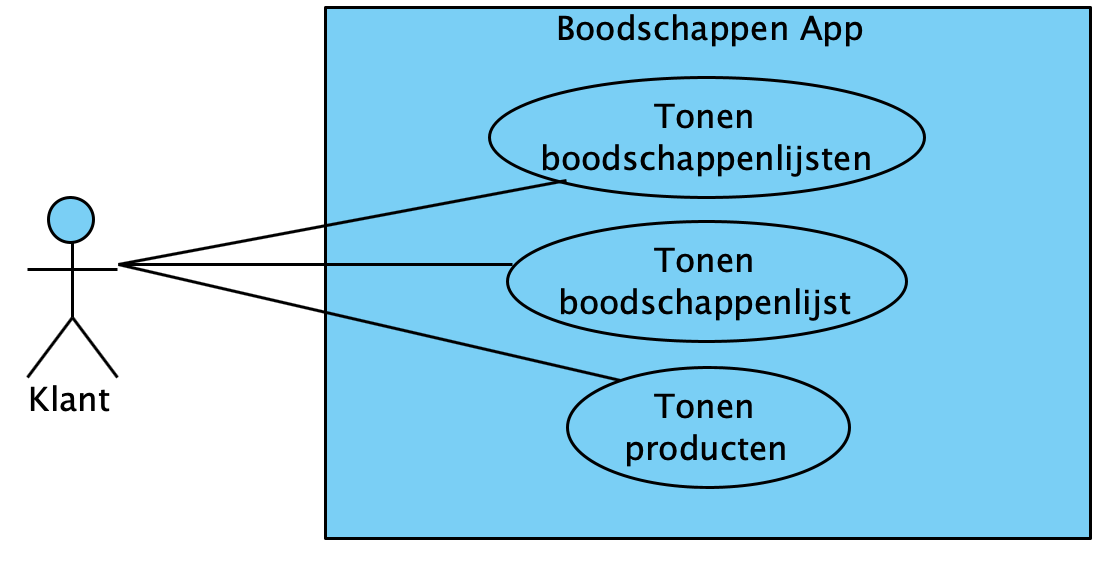 Boodschappen App
Tonen
boodschappenlijsten
Tonen
boodschappenlijst
Tonen
producten
Klant